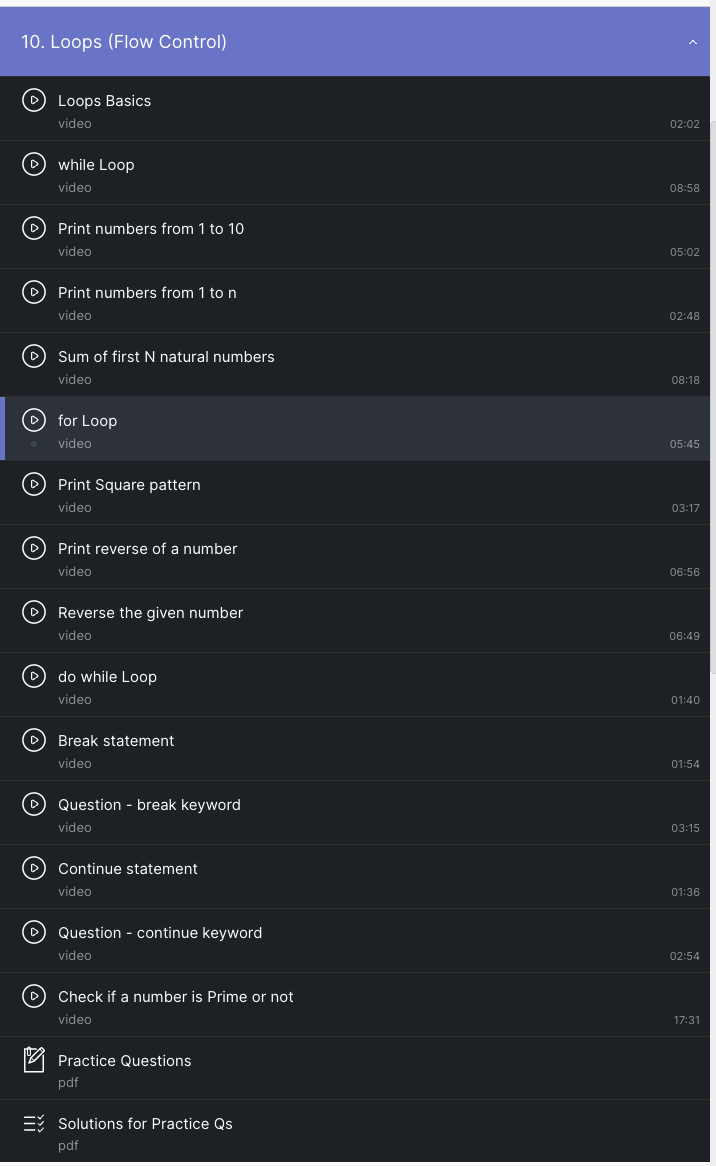 10. Loops (Flow Control)
Loops Basics
video 02:02
while Loop
video 08:58
Print numbers from 1 to 10
video 05:02
Print numbers from 1 to n
video 02:48
Sum of first N natural numbers
video 08:18
for Loop
video 05:45
Print Square pattern
video 03:17
Print reverse of a number
video 06:56
Reverse the given number
video 06:49
do while Loop
video 01:40
Break statement
video 01:54
Question - break keyword
video 03:15
Continue statement
video 01:36
Question - continue keyword
video 02:54
Check if a number is Prime or not
video 17:31
Practice Questions
pdf
Solutions for Practice Qs
pdf